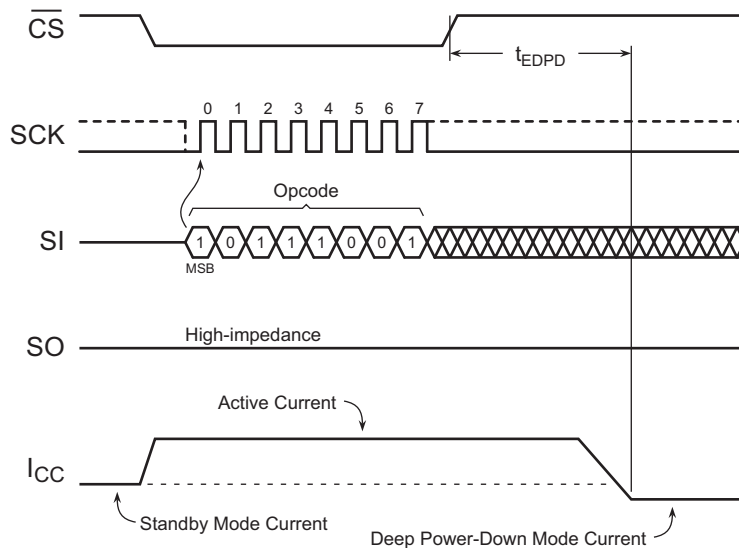 CS
tEDPD
0 1 2 3 4 5 6 7
SCK
Opcode
SI
1 0 1 1 1 0 0 1
MSB
High-impedance
SO
Active Current
ICC
Standby Mode Current
Deep Power-Down Mode Current